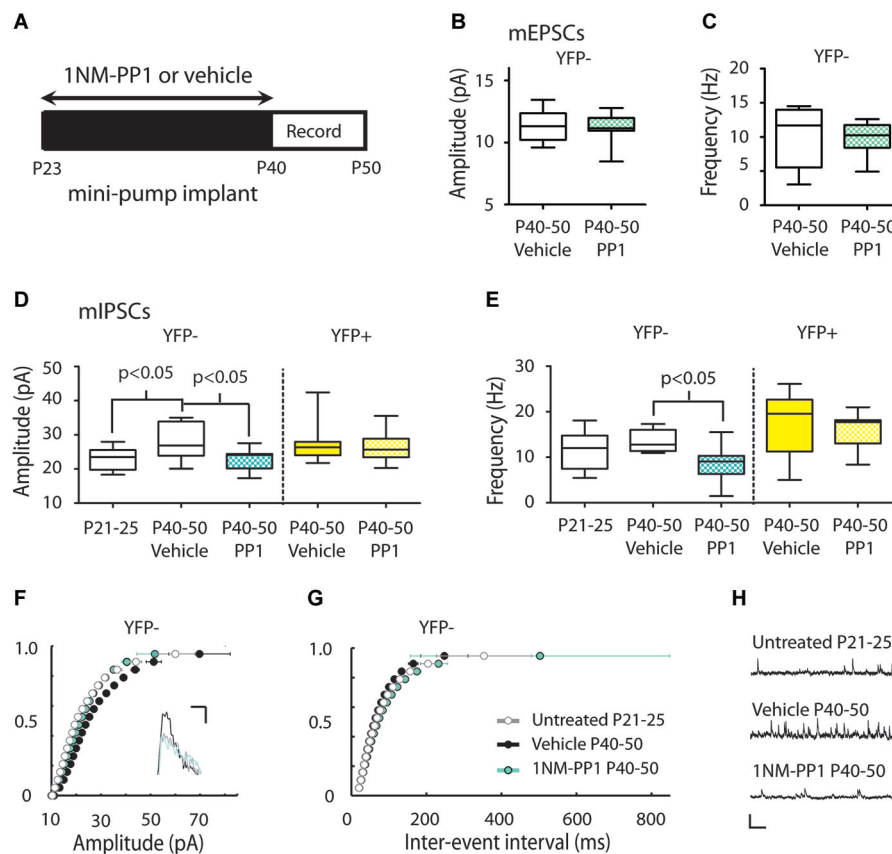 A
1NM-PP1 or vehicle
Record
P23
P40
P50
mini-pump implant
B
mEPSCs
YFP-
Amplitude (pA)
15
10
5
P40-50
Vehicle
P40-50
PP1
C
YFP-
Frequency (Hz)
20
15
10
5
0
P40-50
Vehicle
P40-50
PP1
D
mIPSCs
YFP-
YFP+
Amplitude (pA)
50
40
30
20
10
p<0.05
p<0.05
P21-25
P40-50
Vehicle
P40-50
PP1
P40-50
Vehicle
P40-50
PP1
E
YFP-
YFP+
Frequency (Hz)
30
20
10
0
p<0.05
P21-25
P40-50
Vehicle
P40-50
PP1
P40-50
Vehicle
P40-50
PP1
F
YFP-
1.0
0.5
0
10
30
50
70
Amplitude (pA)
G
YFP-
1.0
0.5
0
0
200
400
600
800
Inter-event interval (ms)
Untreated P21-25
Vehicle P40-50
1NM-PP1 P40-50
H
Untreated P21-25
Vehicle P40-50
1NM-PP1 P40-50